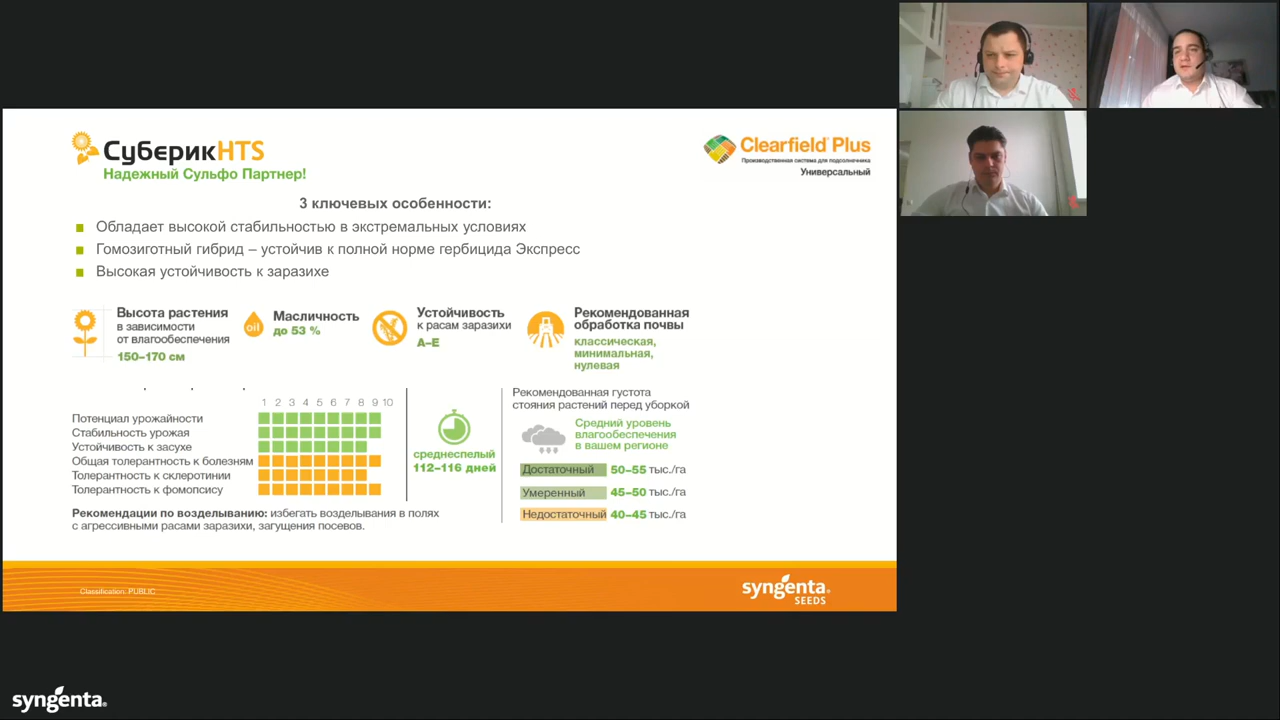 СуберикHTS
Надежный Сульфо Партнер!
Clearfield® Plus
Производственная система для подсолнечника
Универсальный
3 ключевых особенности:
Обладает высокой стабильностью в экстремальных условиях
Гомозиготный гибрид – устойчив к полной норме гербицида Экспресс
Высокая устойчивость к заразихе
Высота растения
в зависимости
от влагообеспечения
150–170 см
oil
Масличность
до 53 %
Устойчивость
к расам заразихи
A–E
Рекомендованная
обработка почвы
классическая,
минимальная,
нулевая
1 2 3 4 5 6 7 8 9 10
Потенциал урожайности
Стабильность урожая
Устойчивость к засухе
Общая толерантность к болезням
Толерантность к склеротинии
Толерантность к фомопсису
среднеспелый
112–116 дней
Рекомендованная густота
стояния растений перед уборкой
Средний уровень
влагообеспечения
в вашем регионе
Достаточный 50–55 тыс./га
Умеренный 45–50 тыс./га
Недостаточный 40–45 тыс./га
Рекомендации по возделыванию: избегать возделывания в полях
с агрессивными расами заразихи, загущения посевов.
Classification: PUBLIC
syngenta®
SEEDS
syngenta®